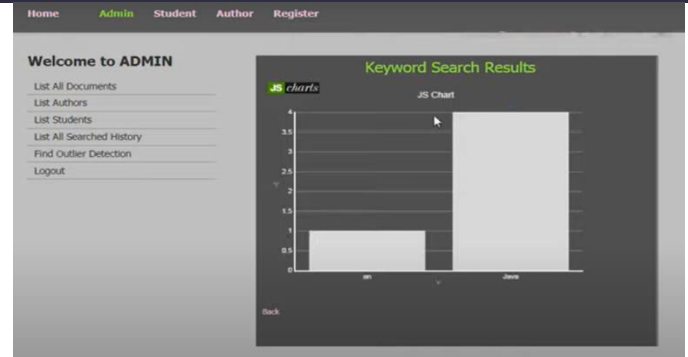 Home Admin Student Author Register
Welcome to ADMIN
List All Documents
List Authors
List Students
List All Searched History
Find Outlier Detection
Logout
Keyword Search Results
JS charts
JS Chart
4
3.5
3
2.5
Y
2
1.5
1
0.5
0
an Java
Back